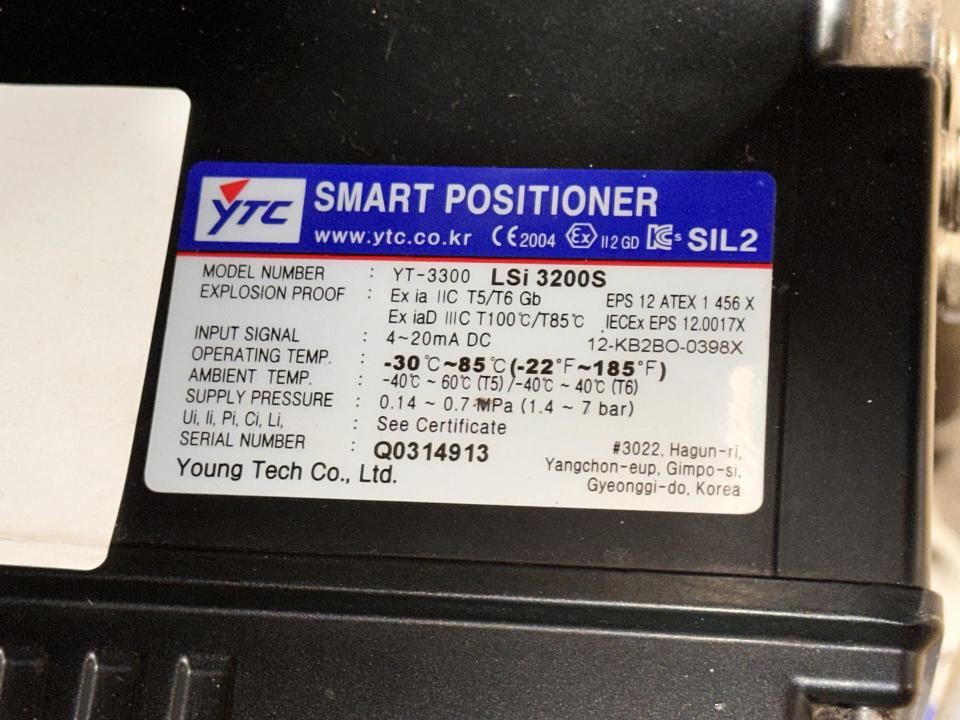 YTC SMART POSITIONER
www.ytc.co.kr CE 2004 Ex II 2 GD KCs SIL2
MODEL NUMBER : YT-3300 LSi 3200S
EXPLOSION PROOF : Ex ia IIC T5/T6 Gb EPS 12 ATEX 1 456 X
Ex iaD IIIC T100℃/T85℃ IECEx EPS 12.0017X
INPUT SIGNAL : 4~20mA DC 12-KB2BO-0398X
OPERATING TEMP. : -30℃~85℃(-22°F~185°F)
AMBIENT TEMP. : -40℃ ~ 60℃(T5) /-40℃ ~ 40℃(T6)
SUPPLY PRESSURE : 0.14 ~ 0.7 MPa (1.4 ~ 7 bar)
Ui, Ii, Pi, Ci, Li, : See Certificate
SERIAL NUMBER : Q0314913
Young Tech Co., Ltd.
#3022, Hagun-ri,
Yangchon-eup, Gimpo-si,
Gyeonggi-do, Korea